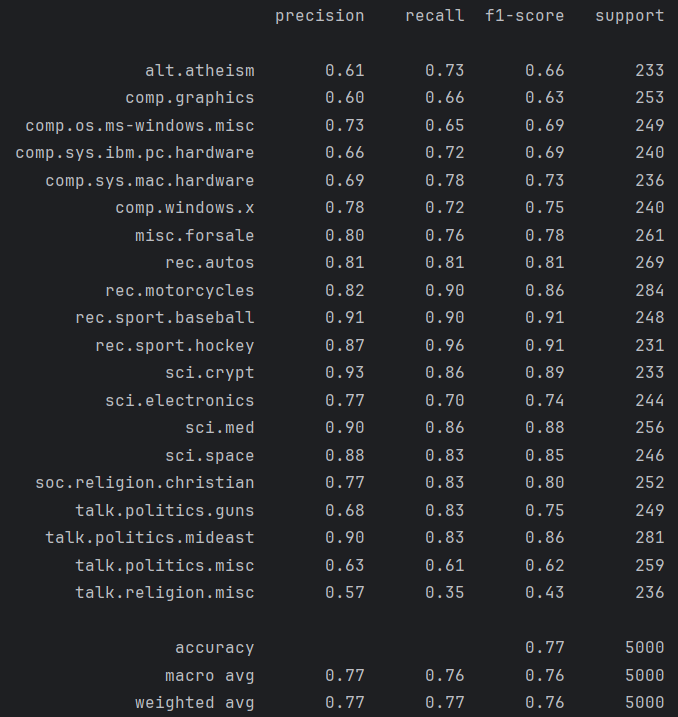 precision recall f1-score support
alt.atheism 0.61 0.73 0.66 233
comp.graphics 0.60 0.66 0.63 253
comp.os.ms-windows.misc 0.73 0.65 0.69 249
comp.sys.ibm.pc.hardware 0.66 0.72 0.69 240
comp.sys.mac.hardware 0.69 0.78 0.73 236
comp.windows.x 0.78 0.72 0.75 240
misc.forsale 0.80 0.76 0.78 261
rec.autos 0.81 0.81 0.81 269
rec.motorcycles 0.82 0.90 0.86 284
rec.sport.baseball 0.91 0.90 0.91 248
rec.sport.hockey 0.87 0.96 0.91 231
sci.crypt 0.93 0.86 0.89 233
sci.electronics 0.77 0.70 0.74 244
sci.med 0.90 0.86 0.88 256
sci.space 0.88 0.83 0.85 246
soc.religion.christian 0.77 0.83 0.80 252
talk.politics.guns 0.68 0.83 0.75 249
talk.politics.mideast 0.90 0.83 0.86 281
talk.politics.misc 0.63 0.61 0.62 259
talk.religion.misc 0.57 0.35 0.43 236
accuracy 0.77 5000
macro avg 0.77 0.76 0.76 5000
weighted avg 0.77 0.77 0.76 5000